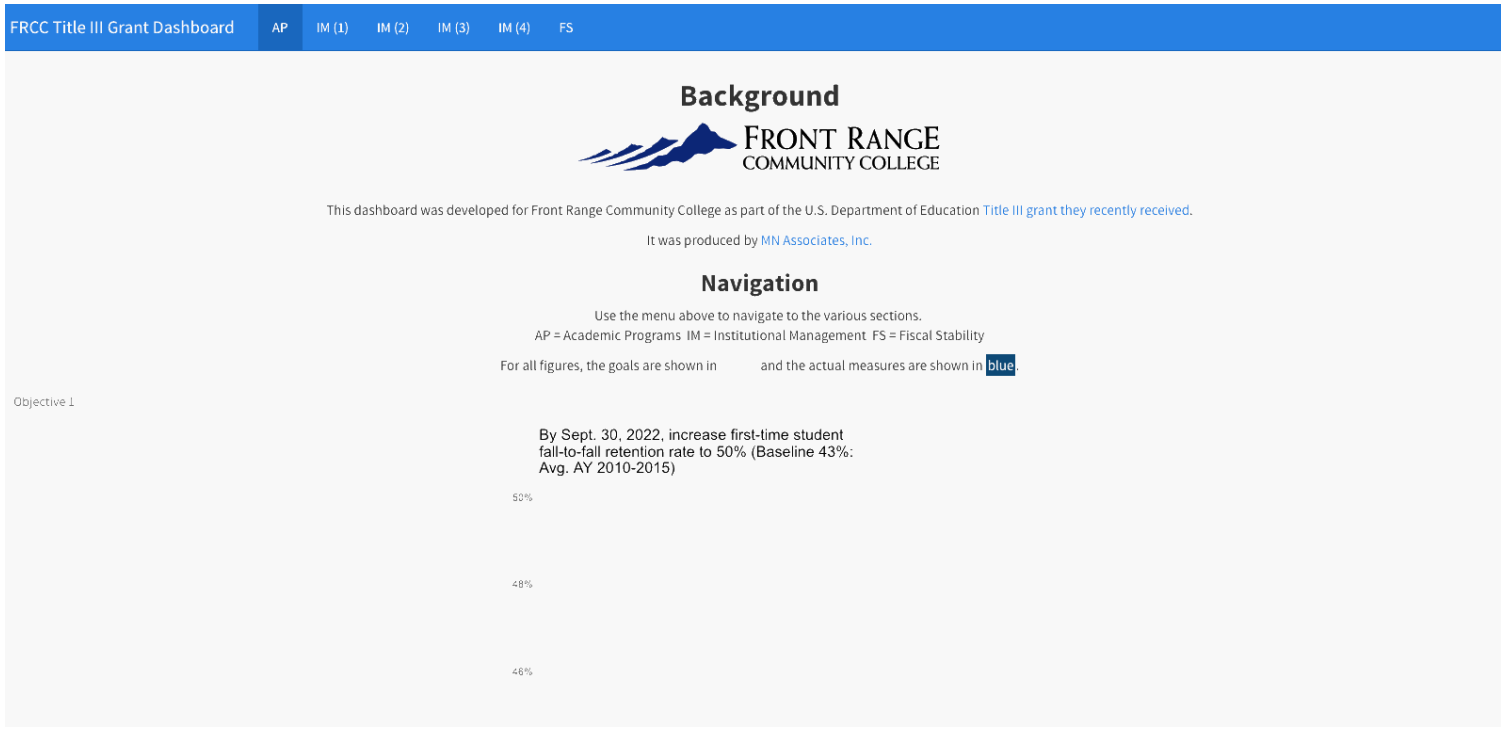 FRCC Title III Grant Dashboard AP IM (1) IM (2) IM (3) IM (4) FS
Background
FRONT RANGE
COMMUNITY COLLEGE
This dashboard was developed for Front Range Community College as part of the U.S. Department of Education Title III grant they recently received.
It was produced by MN Associates, Inc.
Navigation
Use the menu above to navigate to the various sections.
AP = Academic Programs IM = Institutional Management FS = Fiscal Stability
For all figures, the goals are shown in and the actual measures are shown in blue.
Objective 1
By Sept. 30, 2022, increase first-time student
fall-to-fall retention rate to 50% (Baseline 43%:
Avg. AY 2010-2015)
50%
48%
46%